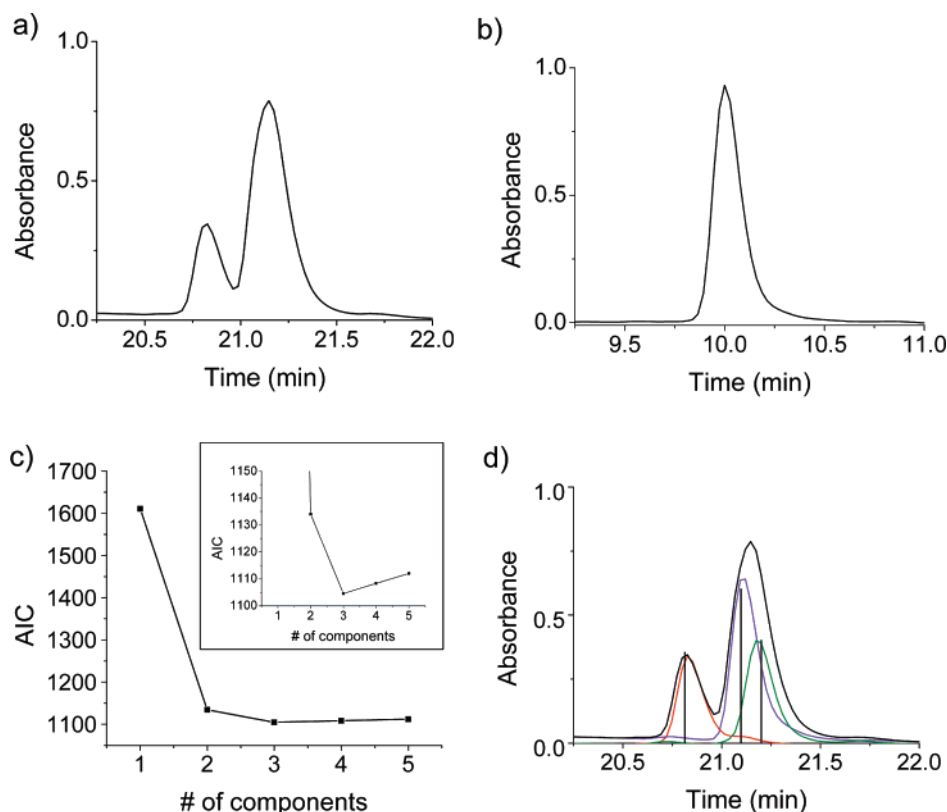 a)
1.0
0.5
0.0
Absorbance
20.5 21.0 21.5 22.0
Time (min)
b)
1.0
0.5
0.0
Absorbance
9.5 10.0 10.5 11.0
Time (min)
c)
1700
1600
1500
1400
1300
1200
1100
AIC
1 2 3 4 5
# of components
1150
1140
1130
1120
1110
1100
AIC
1 2 3 4 5
# of components
d)
1.0
0.5
0.0
Absorbance
20.5 21.0 21.5 22.0
Time (min)